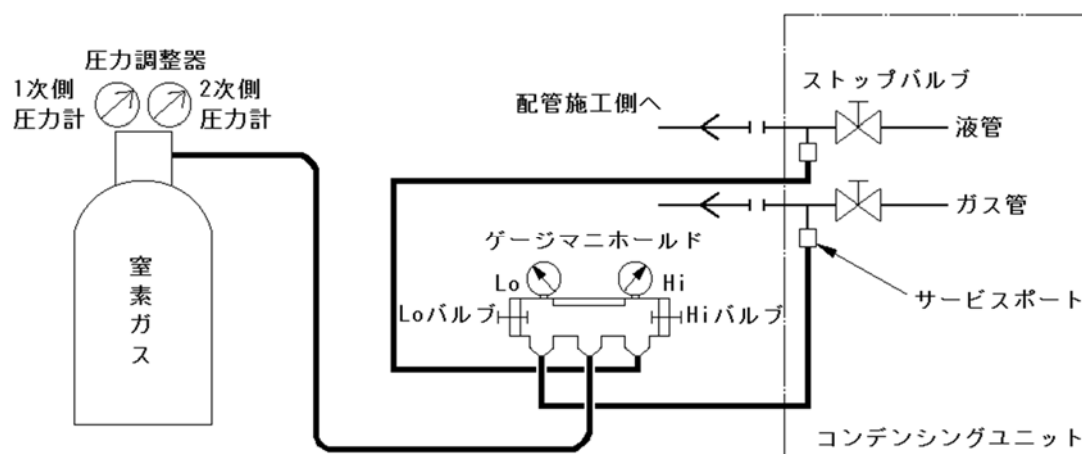 圧力調整器
1次側
圧力計
2次側
圧力計
窒素ガス
配管施工側へ
ストップバルブ
液管
ガス管
ゲージマニホールド
Lo
Hi
Loバルブ
Hiバルブ
サービスポート
コンデンシングユニット